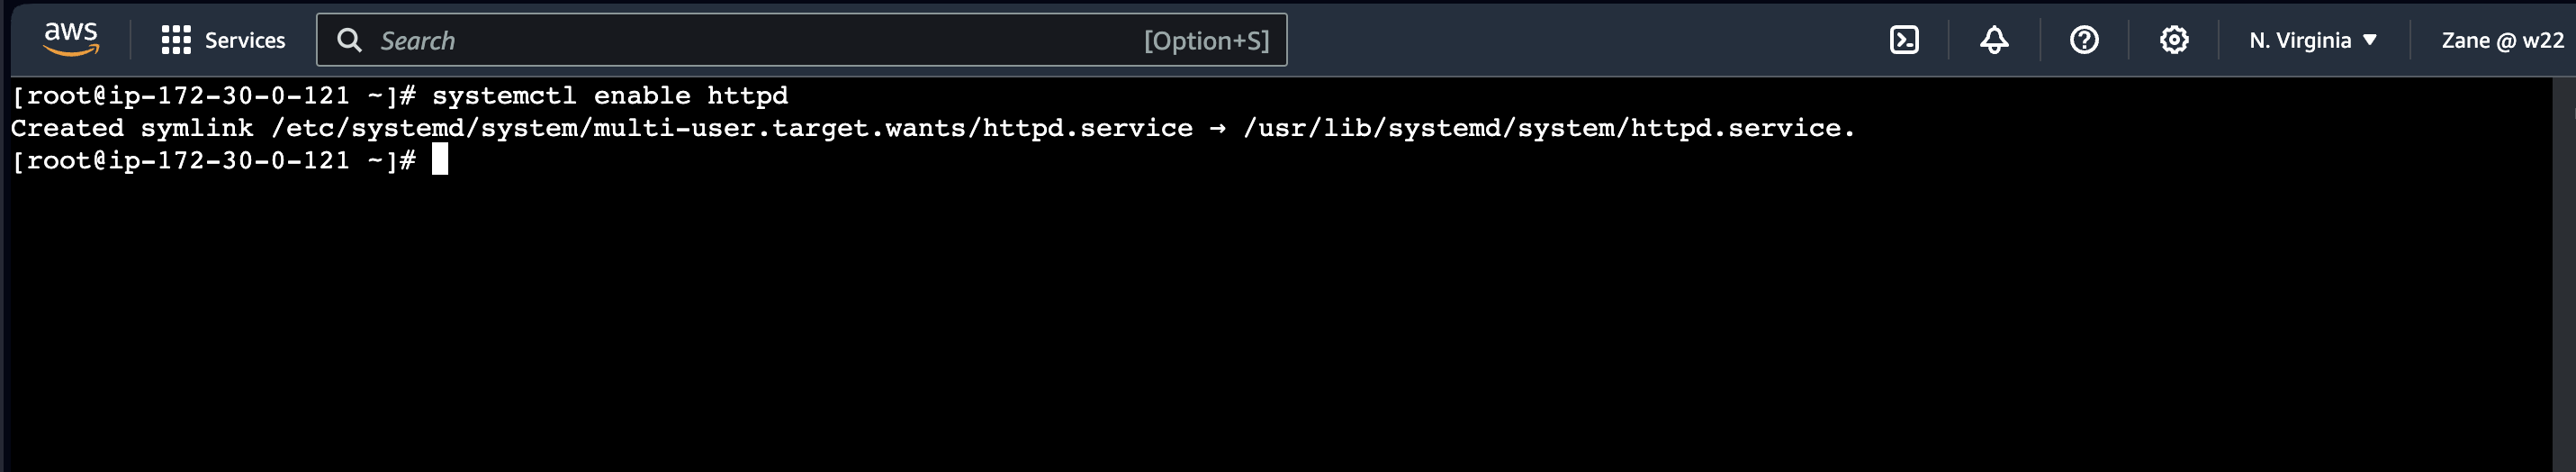 aws Services Search [Option+S] N. Virginia Zane @ w22
[root@ip-172-30-0-121 ~]# systemctl enable httpd
Created symlink /etc/systemd/system/multi-user.target.wants/httpd.service → /usr/lib/systemd/system/httpd.service.
[root@ip-172-30-0-121 ~]#